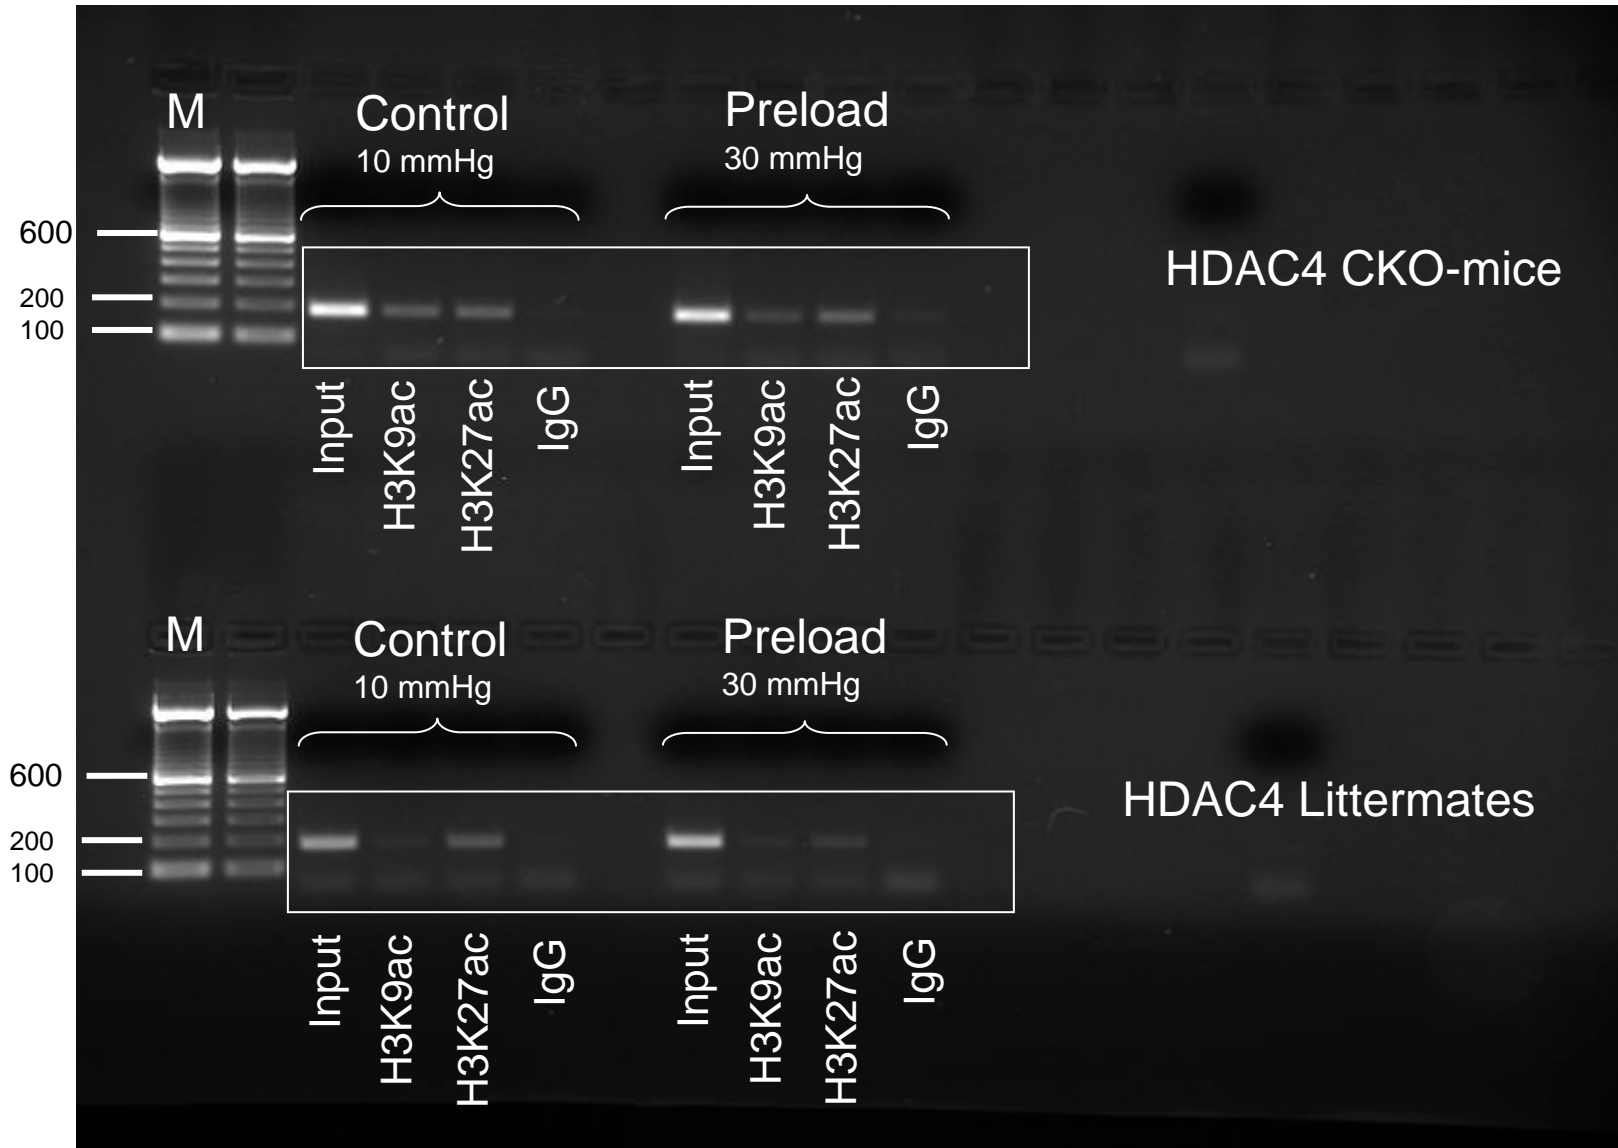 M
Control
10 mmHg
Preload
30 mmHg
600
200
100
HDAC4 CKO-mice
Input
H3K9ac
H3K27ac
IgG
Input
H3K9ac
H3K27ac
IgG
M
Control
10 mmHg
Preload
30 mmHg
600
200
100
HDAC4 Littermates
Input
H3K9ac
H3K27ac
IgG
Input
H3K9ac
H3K27ac
IgG